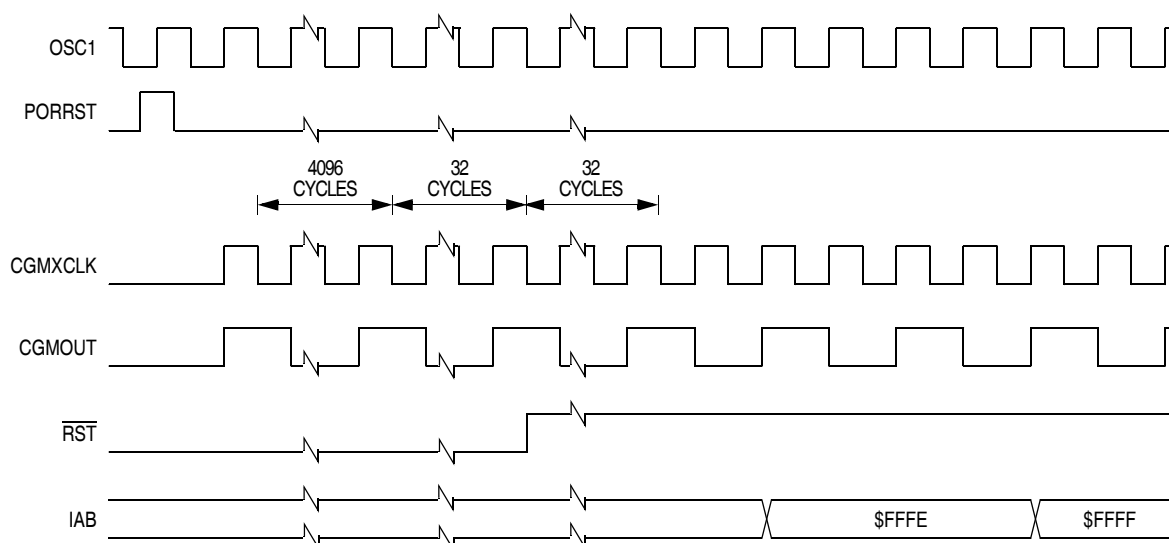 OSC1
PORRST
4096
CYCLES
32
CYCLES
32
CYCLES
CGMXCLK
CGMOUT
RST
IAB
$FFFE
$FFFF